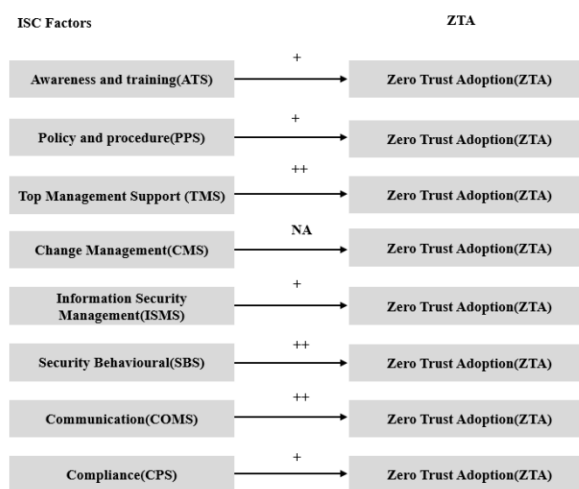 ISC Factors
ZTA
+
Awareness and training(ATS)
Zero Trust Adoption(ZTA)
+
Policy and procedure(PPS)
Zero Trust Adoption(ZTA)
++
Top Management Support (TMS)
Zero Trust Adoption(ZTA)
NA
Change Management(CMS)
Zero Trust Adoption(ZTA)
+
Information Security
Management(ISMS)
Zero Trust Adoption(ZTA)
++
Security Behavioural(SBS)
Zero Trust Adoption(ZTA)
++
Communication(COMS)
Zero Trust Adoption(ZTA)
+
Compliance(CPS)
Zero Trust Adoption(ZTA)